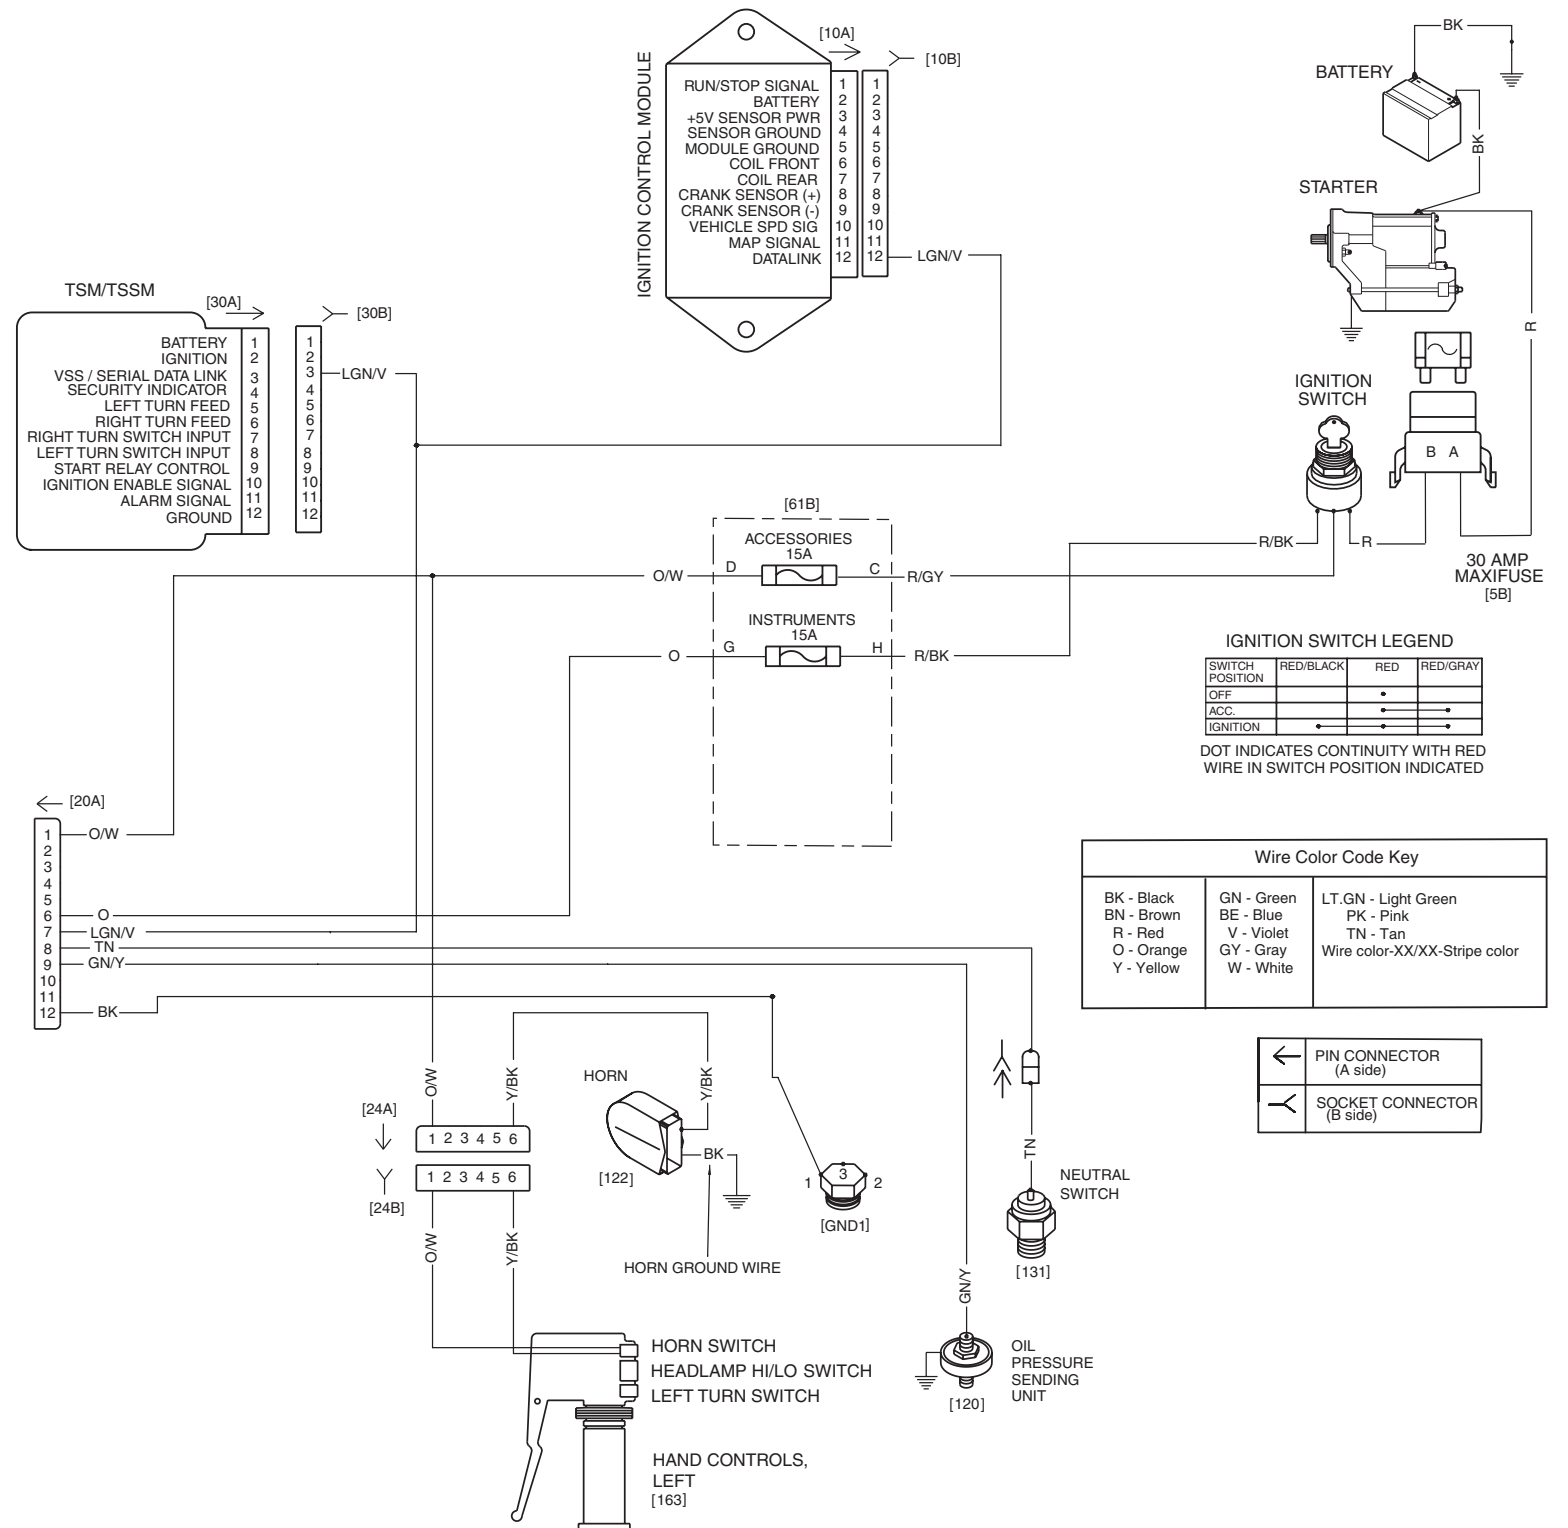 [10A]
[10B]
IGNITION CONTROL MODULE
RUN/STOP SIGNAL 1 1
BATTERY 2 2
+5V SENSOR PWR 3 3
SENSOR GROUND 4 4
MODULE GROUND 5 5
COIL FRONT 6 6
COIL REAR 7 7
CRANK SENSOR (+) 8 8
CRANK SENSOR (-) 9 9
VEHICLE SPD SIG 10 10
MAP SIGNAL 11 11
DATALINK 12 12 LGN/V
BK
BATTERY
BK
STARTER
R
TSM/TSSM
[30A]
[30B]
BATTERY 1 1
IGNITION 2 2
VSS / SERIAL DATA LINK 3 3 LGN/V
SECURITY INDICATOR 4 4
LEFT TURN FEED 5 5
RIGHT TURN FEED 6 6
RIGHT TURN SWITCH INPUT 7 7
LEFT TURN SWITCH INPUT 8 8
START RELAY CONTROL 9 9
IGNITION ENABLE SIGNAL 10 10
ALARM SIGNAL 11 11
GROUND 12 12
IGNITION
SWITCH
B A
R/BK
R
30 AMP
MAXIFUSE
[5B]
[61B]
ACCESSORIES
15A
O/W D C R/GY
INSTRUMENTS
15A
O G H R/BK
IGNITION SWITCH LEGEND
SWITCH
POSITION
RED/BLACK RED RED/GRAY
OFF
ACC.
IGNITION
DOT INDICATES CONTINUITY WITH RED
WIRE IN SWITCH POSITION INDICATED
[20A]
1 O/W
2
3
4
5
6 O
7 LGN/V
8 TN
9 GN/Y
10
11
12 BK
Wire Color Code Key
BK - Black
BN - Brown
R - Red
O - Orange
Y - Yellow
GN - Green
BE - Blue
V - Violet
GY - Gray
W - White
LT.GN - Light Green
PK - Pink
TN - Tan
Wire color-XX/XX-Stripe color
PIN CONNECTOR
(A side)
SOCKET CONNECTOR
(B side)
O/W
Y/BK
HORN
Y/BK
BK
[122]
HORN GROUND WIRE
[24A]
1 2 3 4 5 6
1 2 3 4 5 6
[24B]
O/W
Y/BK
1 3 2
[GND1]
TN
NEUTRAL
SWITCH
[131]
GN/Y
OIL
PRESSURE
SENDING
UNIT
[120]
HORN SWITCH
HEADLAMP HI/LO SWITCH
LEFT TURN SWITCH
HAND CONTROLS,
LEFT
[163]